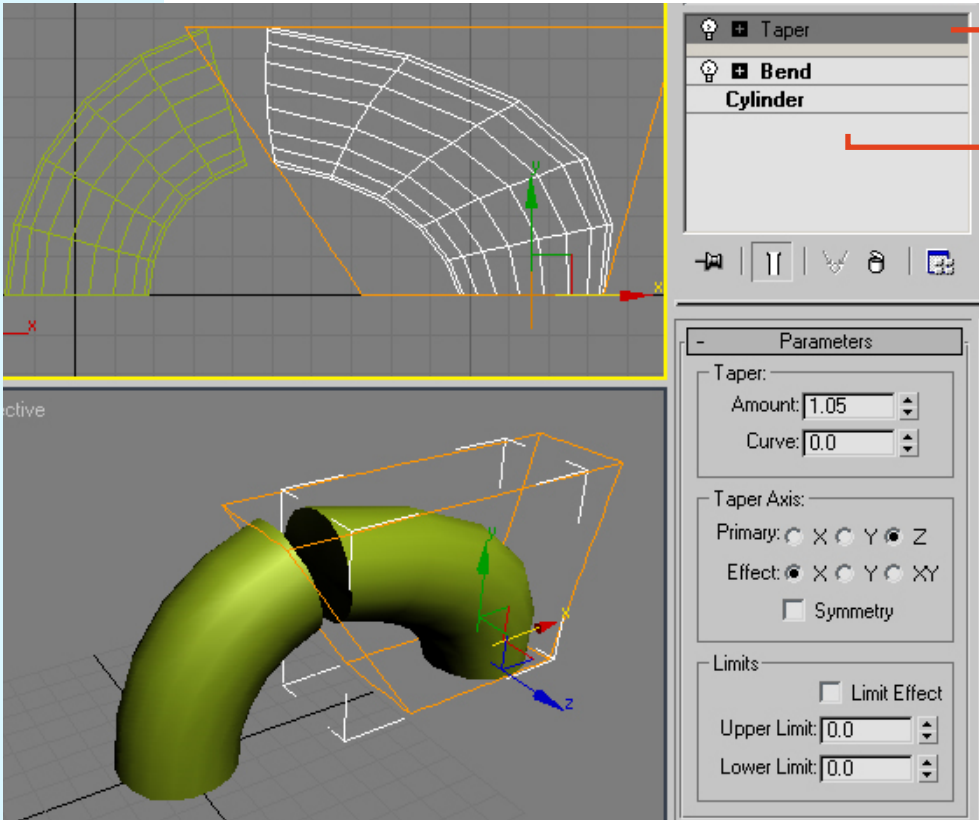 Taper
Bend
Cylinder
y
x
x
- Parameters
Taper:
Amount: 1.05
Curve: 0.0
ective
Taper Axis:
Primary: X Y Z
Effect: X Y XY
Symmetry
y
x
z
Limits
Limit Effect
Upper Limit: 0.0
Lower Limit: 0.0